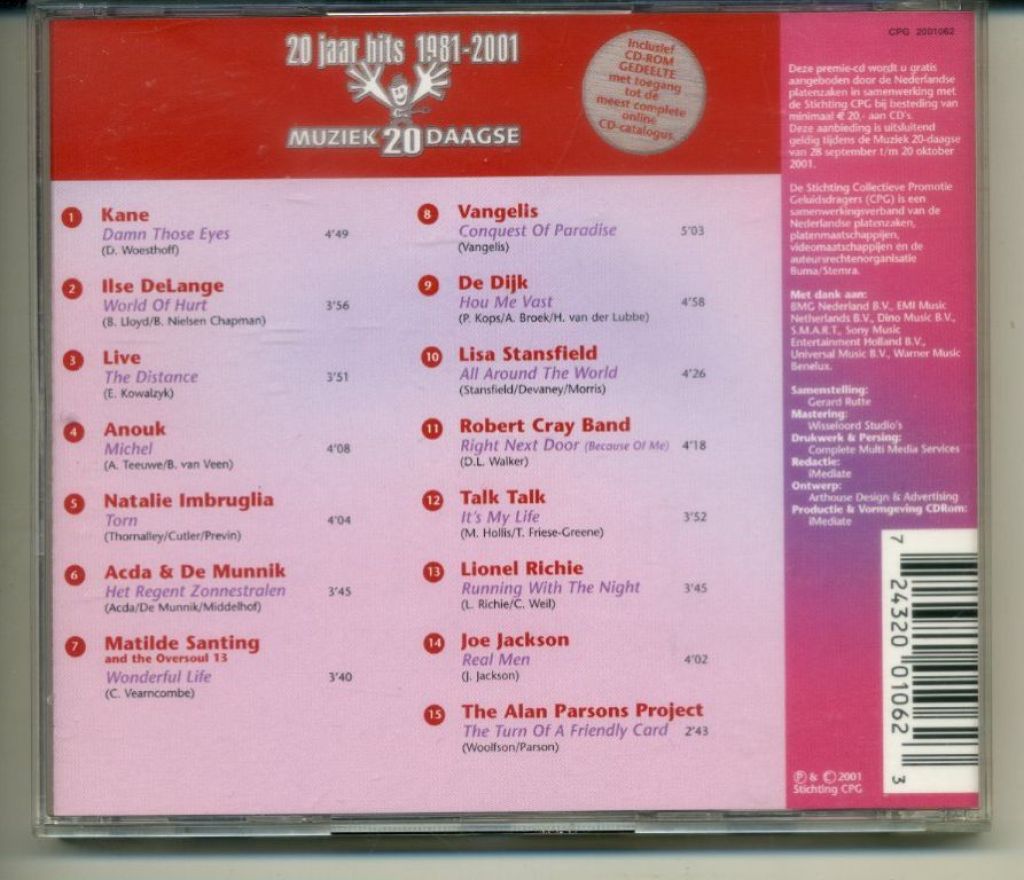 20 jaar hits 1981-2001
MUZIEK 20 DAAGSE
Inclusief
CD-ROM
GEDEELTE
met toegang
tot de
meest complete
online
CD-catalogus.
1 Kane
Damn Those Eyes 4'49
(D. Woesthoff)
2 Ilse DeLange
World Of Hurt 3'56
(B. Lloyd/B. Nielsen Chapman)
3 Live
The Distance 3'51
(E. Kowalzyk)
4 Anouk
Michel 4'08
(A. Teeuwe/B. van Veen)
5 Natalie Imbruglia
Torn 4'04
(Thornalley/Cutler/Previn)
6 Acda & De Munnik
Het Regent Zonnestralen 3'45
(Acda/De Munnik/Middelhof)
7 Matilde Santing
and the Oversoul 13
Wonderful Life 3'40
(C. Vearncombe)
8 Vangelis
Conquest Of Paradise 5'03
(Vangelis)
9 De Dijk
Hou Me Vast 4'58
(P. Kops/A. Broek/H. van der Lubbe)
10 Lisa Stansfield
All Around The World 4'26
(Stansfield/Devaney/Morris)
11 Robert Cray Band
Right Next Door (Because Of Me) 4'18
(D.L. Walker)
12 Talk Talk
It's My Life 3'52
(M. Hollis/T. Friese-Greene)
13 Lionel Richie
Running With The Night 3'45
(L. Richie/C. Weil)
14 Joe Jackson
Real Men 4'02
(J. Jackson)
15 The Alan Parsons Project
The Turn Of A Friendly Card 2'43
(Woolfson/Parson)
CPG 2001062
Deze premie-cd wordt u gratis
aangeboden door de Nederlandse
platenzaken in samenwerking met
de Stichting CPG bij besteding van
minimaal € 20,- aan CD's.
Deze aanbieding is uitsluitend
geldig tijdens de Muziek 20-daagse
van 28 september t/m 20 oktober
2001.
De Stichting Collectieve Promotie
Geluidsdragers (CPG) is een
samenwerkingsverband van de
Nederlandse platenzaken,
platenmaatschappijen,
videomaatschappijen en de
auteursrechtenorganisatie
Buma/Stemra.
Met dank aan:
BMG Nederland B.V., EMI Music
Netherlands B.V., Dino Music B.V.,
S.M.A.R.T., Sony Music
Entertainment Holland B.V.,
Universal Music B.V., Warner Music
Benelux.
Samenstelling:
Gerard Rutte
Mastering:
Wisseloord Studio's
Drukwerk & Persing:
Complete Multi Media Services
Redactie:
iMediate
Ontwerp:
Arthouse Design & Advertising
Productie & Vormgeving CDRom:
iMediate
7 24320 01062 3
Ⓟ & ©2001
Stichting CPG